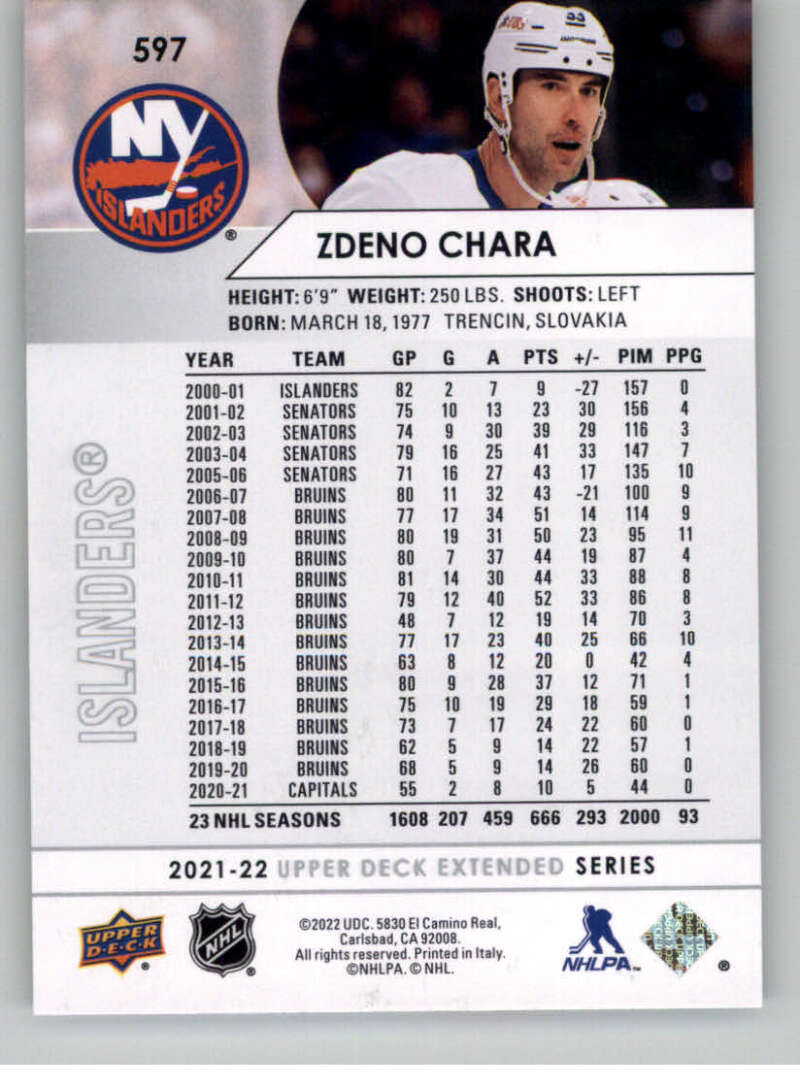 597
33
NY
ISLANDERS
®
ZDENO CHARA
HEIGHT: 6'9" WEIGHT: 250 LBS. SHOOTS: LEFT
BORN: MARCH 18, 1977 TRENCIN, SLOVAKIA
YEAR TEAM GP G A PTS +/- PIM PPG
2000-01 ISLANDERS 82 2 7 9 -27 157 0
2001-02 SENATORS 75 10 13 23 30 156 4
2002-03 SENATORS 74 9 30 39 29 116 3
2003-04 SENATORS 79 16 25 41 33 147 7
2005-06 SENATORS 71 16 27 43 17 135 10
2006-07 BRUINS 80 11 32 43 -21 100 9
2007-08 BRUINS 77 17 34 51 14 114 9
2008-09 BRUINS 80 19 31 50 23 95 11
2009-10 BRUINS 80 7 37 44 19 87 4
2010-11 BRUINS 81 14 30 44 33 88 8
2011-12 BRUINS 79 12 40 52 33 86 8
2012-13 BRUINS 48 7 12 19 14 70 3
2013-14 BRUINS 77 17 23 40 25 66 10
2014-15 BRUINS 63 8 12 20 0 42 4
2015-16 BRUINS 80 9 28 37 12 71 1
2016-17 BRUINS 75 10 19 29 18 59 1
2017-18 BRUINS 73 7 17 24 22 60 0
2018-19 BRUINS 62 5 9 14 22 57 1
2019-20 BRUINS 68 5 9 14 26 60 0
2020-21 CAPITALS 55 2 8 10 5 44 0
23 NHL SEASONS 1608 207 459 666 293 2000 93
ISLANDERS®
2021-22 UPPER DECK EXTENDED SERIES
UPPER
D·E·C·K
®
NHL
®
©2022 UDC. 5830 El Camino Real,
Carlsbad, CA 92008.
All rights reserved. Printed in Italy.
©NHLPA. © NHL.
NHLPA™
®